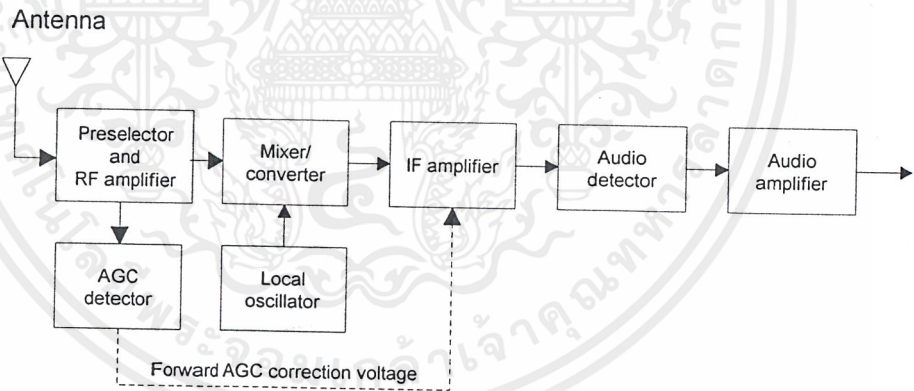 Antenna
Preselector
and
RF amplifier
Mixer/
converter
IF amplifier
Audio
detector
Audio
amplifier
AGC
detector
Local
oscillator
Forward AGC correction voltage